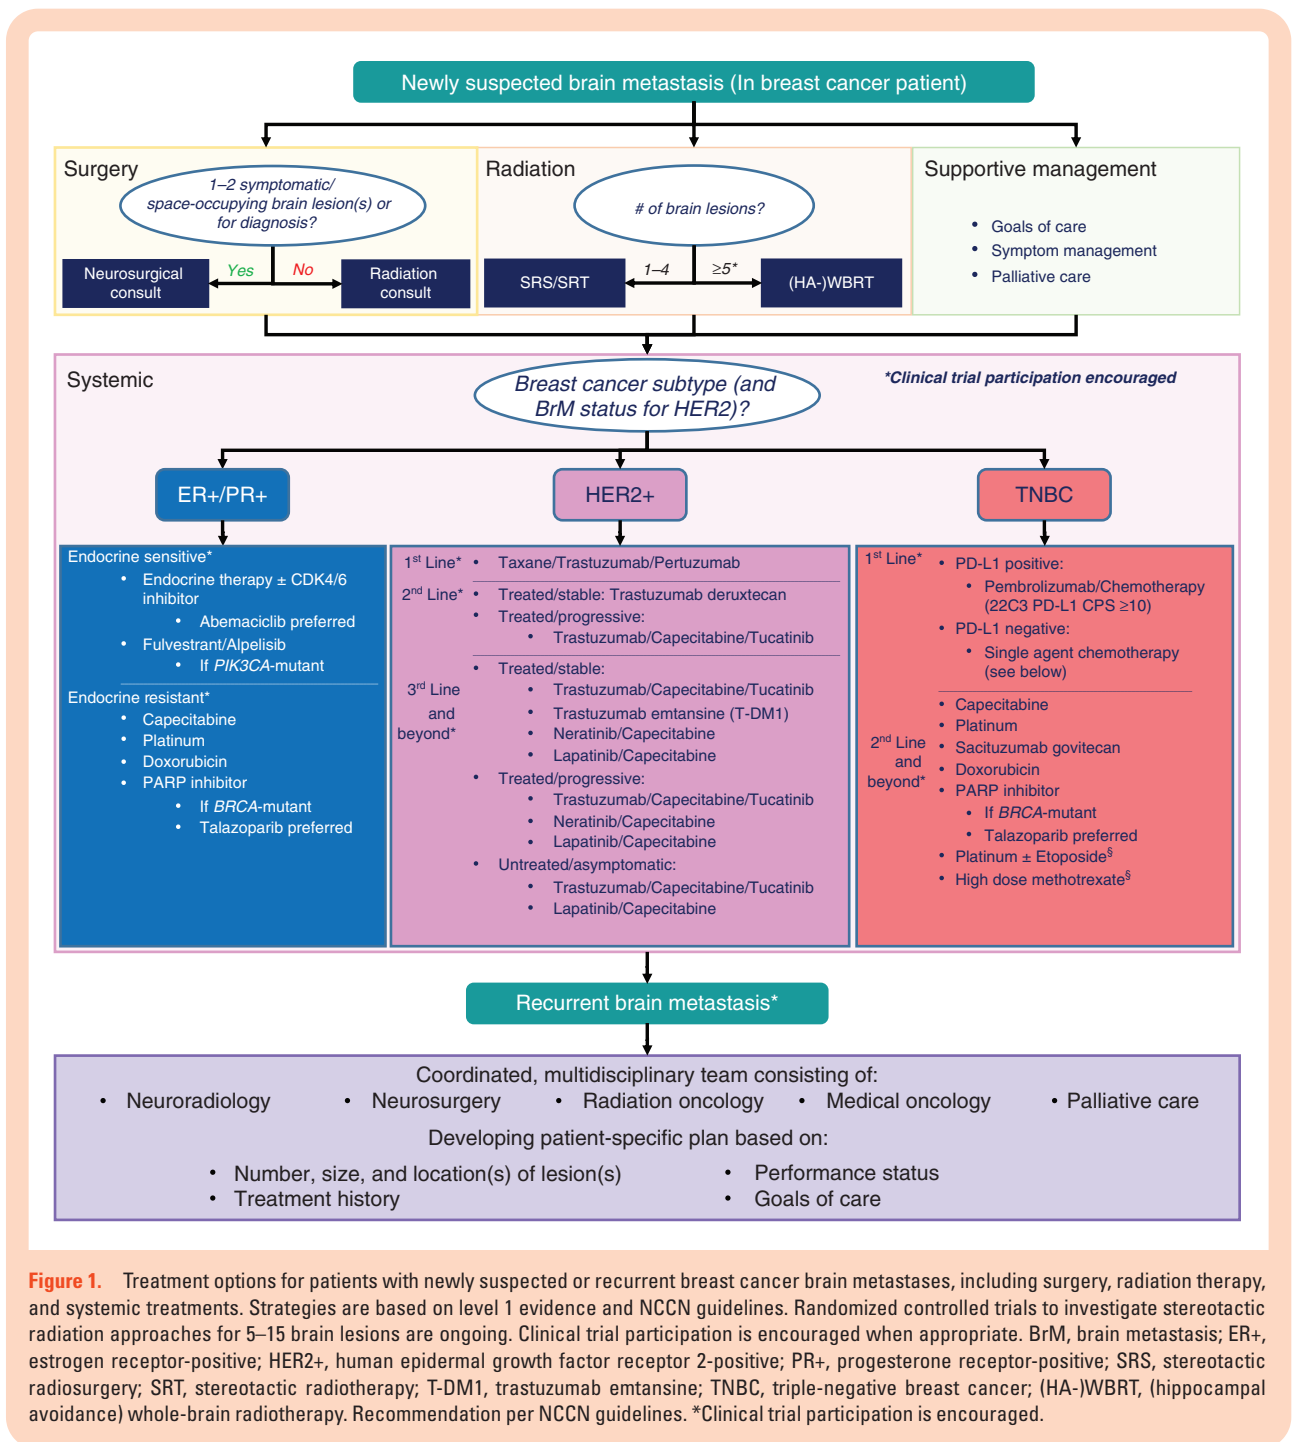 Newly suspected brain metastasis (In breast cancer patient)
Surgery
1–2 symptomatic/
space-occupying brain lesion(s) or
for diagnosis?
Yes
No
Neurosurgical
consult
Radiation
consult
Radiation
# of brain lesions?
1–4
≥5*
SRS/SRT
(HA-)WBRT
Supportive management
• Goals of care
• Symptom management
• Palliative care
Systemic
Breast cancer subtype (and
BrM status for HER2)?
*Clinical trial participation encouraged
ER+/PR+
HER2+
TNBC
Endocrine sensitive*
• Endocrine therapy ± CDK4/6
inhibitor
• Abemaciclib preferred
• Fulvestrant/Alpelisib
• If PIK3CA-mutant
Endocrine resistant*
• Capecitabine
• Platinum
• Doxorubicin
• PARP inhibitor
• If BRCA-mutant
• Talazoparib preferred
1st Line* • Taxane/Trastuzumab/Pertuzumab
2nd Line* • Treated/stable: Trastuzumab deruxtecan
• Treated/progressive:
• Trastuzumab/Capecitabine/Tucatinib
3rd Line
and
beyond*
• Treated/stable:
• Trastuzumab/Capecitabine/Tucatinib
• Trastuzumab emtansine (T-DM1)
• Neratinib/Capecitabine
• Lapatinib/Capecitabine
• Treated/progressive:
• Trastuzumab/Capecitabine/Tucatinib
• Neratinib/Capecitabine
• Lapatinib/Capecitabine
• Untreated/asymptomatic:
• Trastuzumab/Capecitabine/Tucatinib
• Lapatinib/Capecitabine
1st Line* • PD-L1 positive:
• Pembrolizumab/Chemotherapy
(22C3 PD-L1 CPS ≥10)
• PD-L1 negative:
• Single agent chemotherapy
(see below)
2nd Line
and
beyond*
• Capecitabine
• Platinum
• Sacituzumab govitecan
• Doxorubicin
• PARP inhibitor
• If BRCA-mutant
• Talazoparib preferred
• Platinum ± Etoposide§
• High dose methotrexate§
Recurrent brain metastasis*
Coordinated, multidisciplinary team consisting of:
• Neuroradiology • Neurosurgery • Radiation oncology • Medical oncology • Palliative care
Developing patient-specific plan based on:
• Number, size, and location(s) of lesion(s) • Performance status
• Treatment history • Goals of care
Figure 1. Treatment options for patients with newly suspected or recurrent breast cancer brain metastases, including surgery, radiation therapy,
and systemic treatments. Strategies are based on level 1 evidence and NCCN guidelines. Randomized controlled trials to investigate stereotactic
radiation approaches for 5–15 brain lesions are ongoing. Clinical trial participation is encouraged when appropriate. BrM, brain metastasis; ER+,
estrogen receptor-positive; HER2+, human epidermal growth factor receptor 2-positive; PR+, progesterone receptor-positive; SRS, stereotactic
radiosurgery; SRT, stereotactic radiotherapy; T-DM1, trastuzumab emtansine; TNBC, triple-negative breast cancer; (HA-)WBRT, (hippocampal
avoidance) whole-brain radiotherapy. Recommendation per NCCN guidelines. *Clinical trial participation is encouraged.